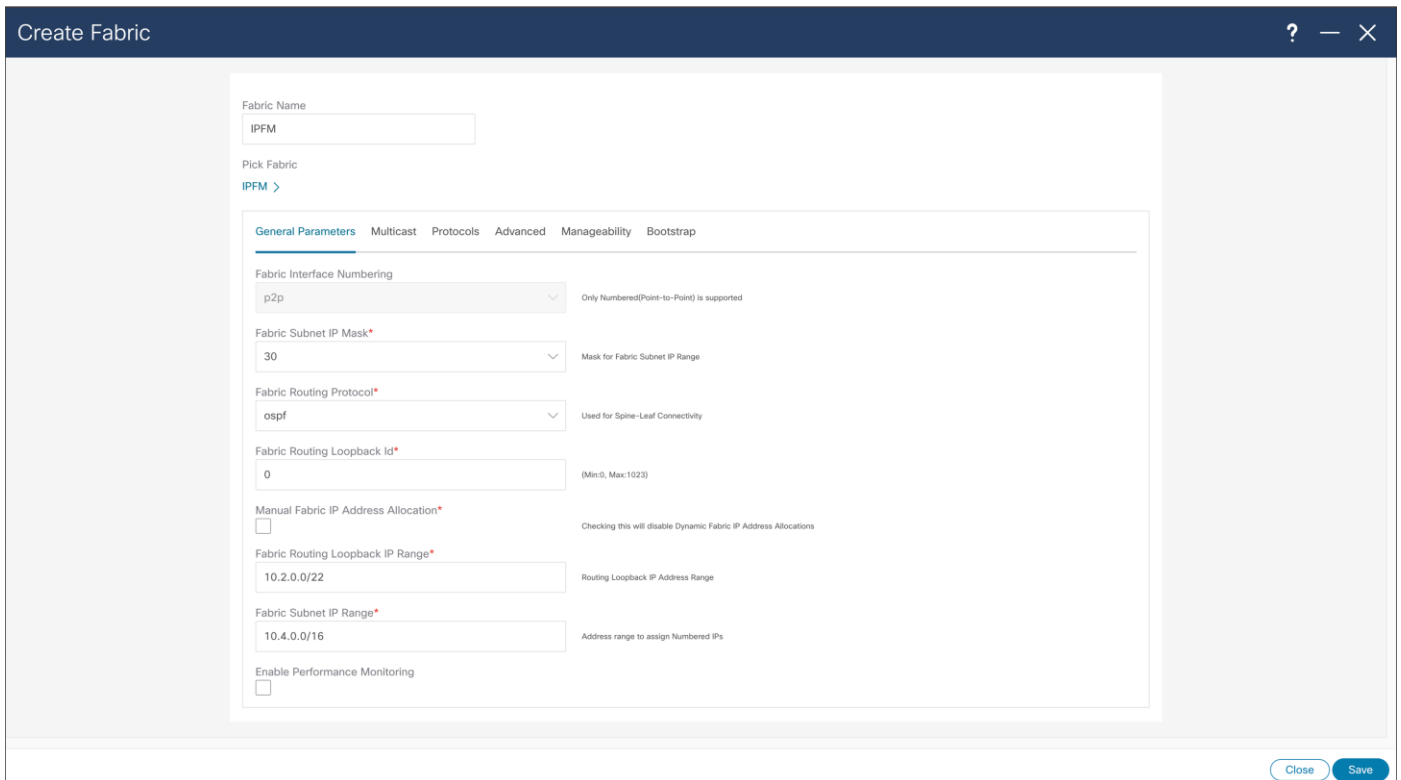 Create Fabric ? — ×
Fabric Name
IPFM
Pick Fabric
IPFM >
General Parameters Multicast Protocols Advanced Manageability Bootstrap
Fabric Interface Numbering
p2p Only Numbered(Point-to-Point) is supported
Fabric Subnet IP Mask*
30 Mask for Fabric Subnet IP Range
Fabric Routing Protocol*
ospf Used for Spine-Leaf Connectivity
Fabric Routing Loopback Id*
0 (Min:0, Max:1023)
Manual Fabric IP Address Allocation*
Checking this will disable Dynamic Fabric IP Address Allocations
Fabric Routing Loopback IP Range*
10.2.0.0/22 Routing Loopback IP Address Range
Fabric Subnet IP Range*
10.4.0.0/16 Address range to assign Numbered IPs
Enable Performance Monitoring
Close Save